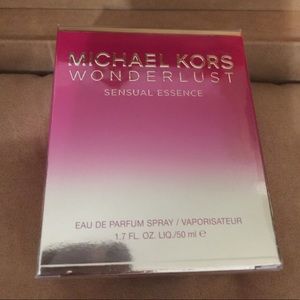 MICHAEL KORS
WONDERLUST
SENSUAL ESSENCE
EAU DE PARFUM SPRAY / VAPORISATEUR
1.7 FL. OZ. LIQ./50 ml ℮